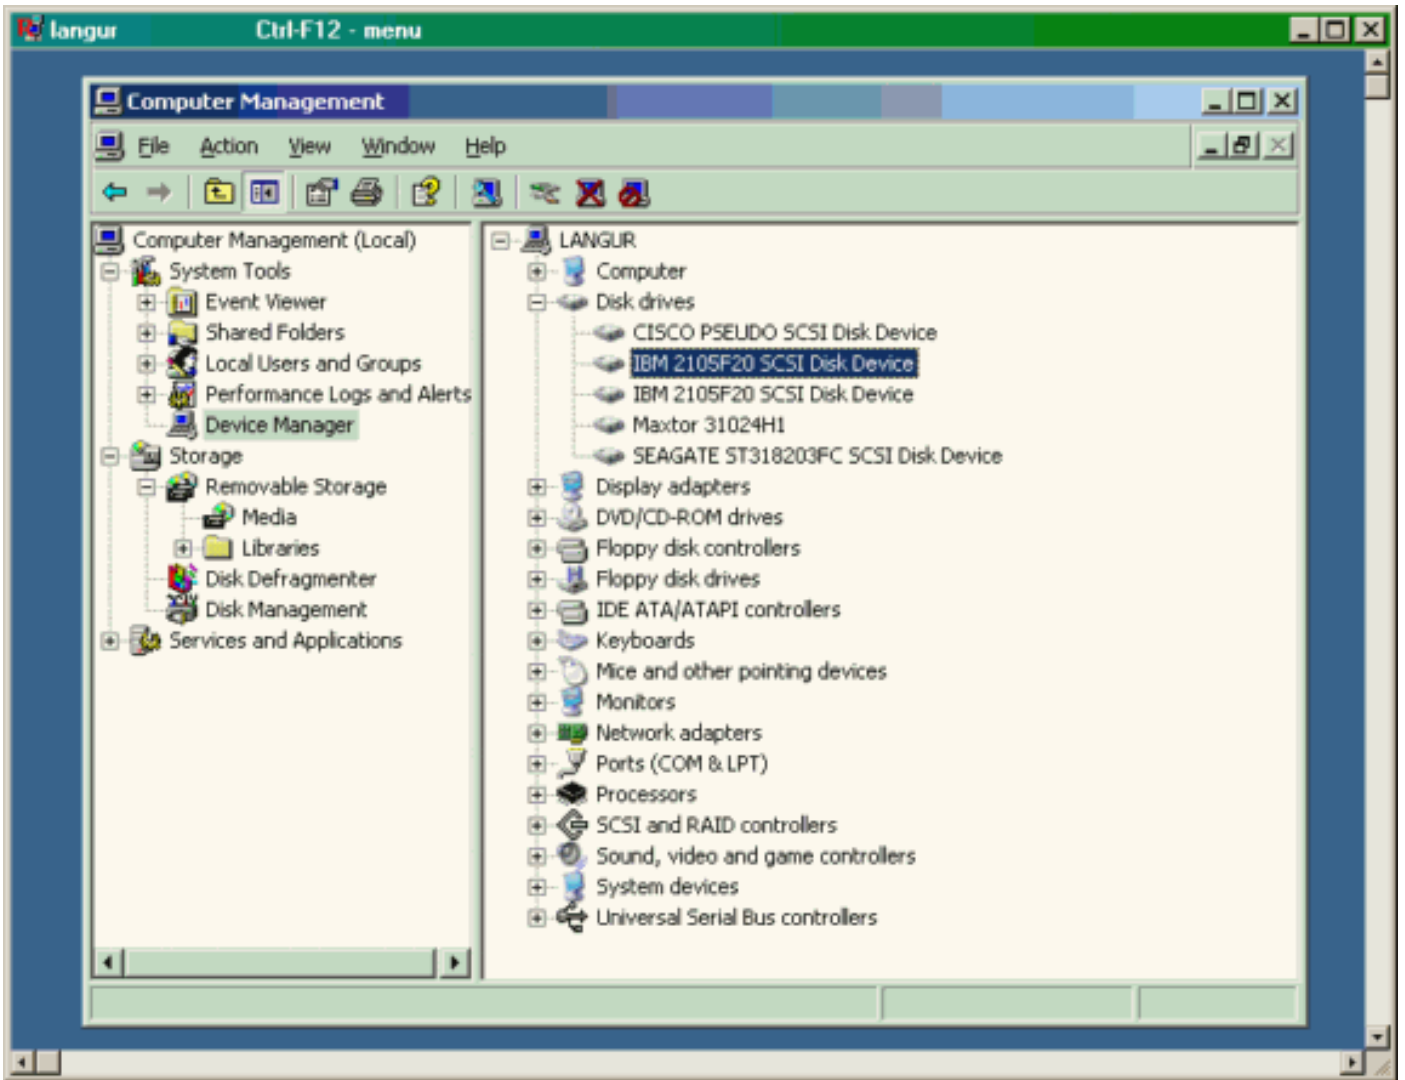 langur Ctrl-F12 - menu
Computer Management
File Action View Window Help
Computer Management (Local)
System Tools
Event Viewer
Shared Folders
Local Users and Groups
Performance Logs and Alerts
Device Manager
Storage
Removable Storage
Media
Libraries
Disk Defragmenter
Disk Management
Services and Applications
LANGUR
Computer
Disk drives
CISCO PSEUDO SCSI Disk Device
IBM 2105F20 SCSI Disk Device
IBM 2105F20 SCSI Disk Device
Maxtor 31024H1
SEAGATE ST318203FC SCSI Disk Device
Display adapters
DVD/CD-ROM drives
Floppy disk controllers
Floppy disk drives
IDE ATA/ATAPI controllers
Keyboards
Mice and other pointing devices
Monitors
Network adapters
Ports (COM & LPT)
Processors
SCSI and RAID controllers
Sound, video and game controllers
System devices
Universal Serial Bus controllers